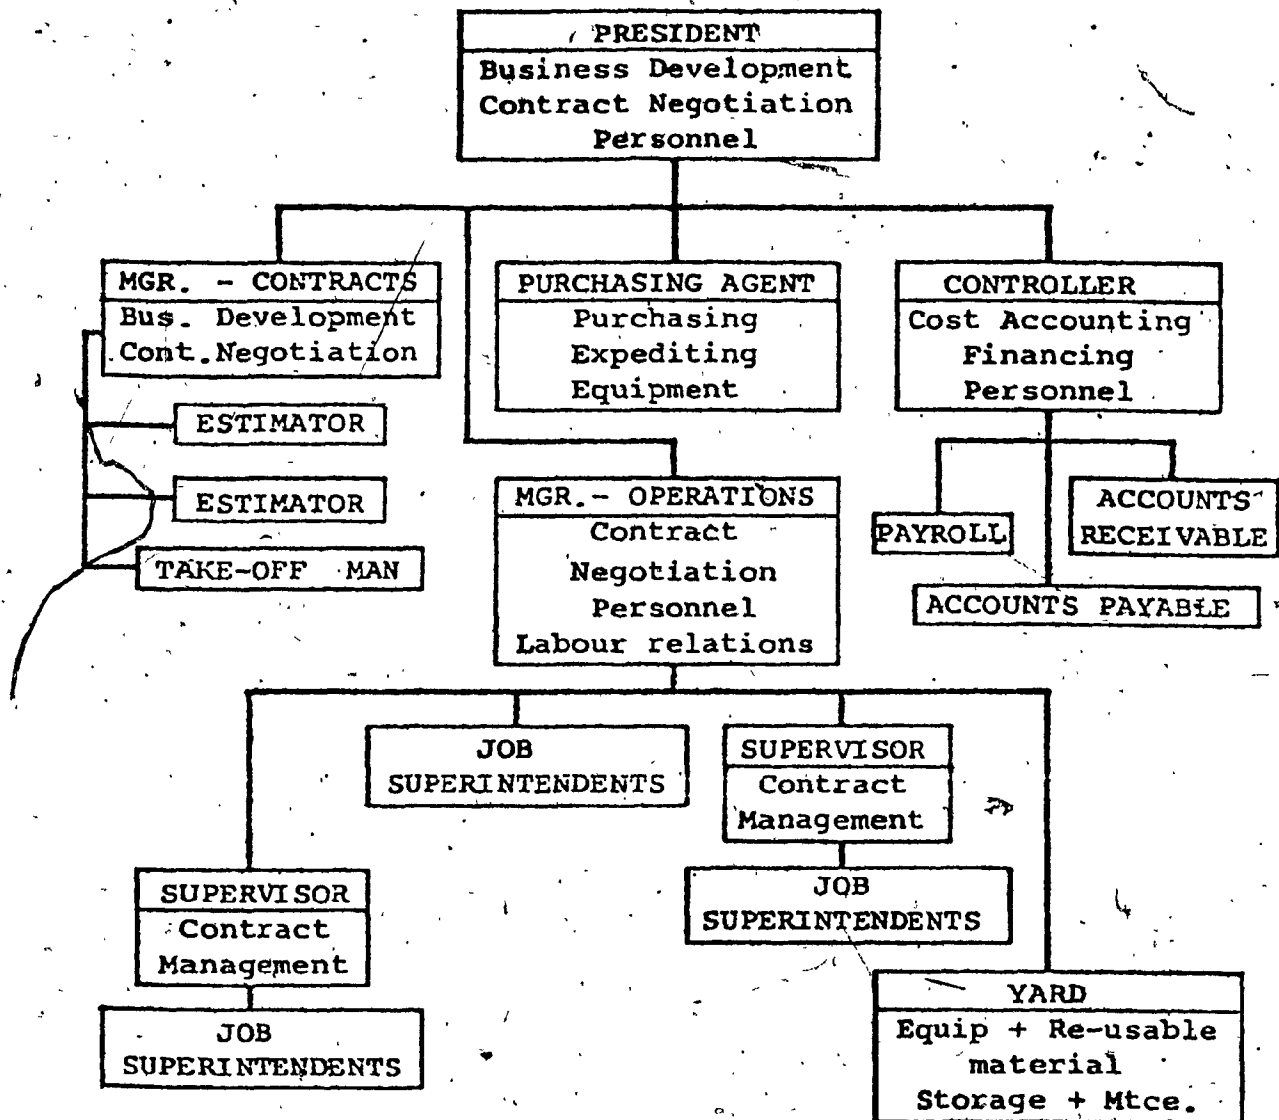 PRESIDENT
Business Development
Contract Negotiation
Personnel
MGR. - CONTRACTS
Bus. Development
Cont.Negotiation
PURCHASING AGENT
Purchasing
Expediting
Equipment
CONTROLLER
Cost Accounting
Financing
Personnel
ESTIMATOR
ESTIMATOR
TAKE-OFF MAN
MGR.- OPERATIONS
Contract
Negotiation
Personnel
Labour relations
PAYROLL
ACCOUNTS
RECEIVABLE
ACCOUNTS PAYABLE
JOB
SUPERINTENDENTS
SUPERVISOR
Contract
Management
JOB
SUPERINTENDENTS
SUPERVISOR
Contract
Management
JOB
SUPERINTENDENTS
YARD
Equip + Re-usable
material
Storage + Mtce.